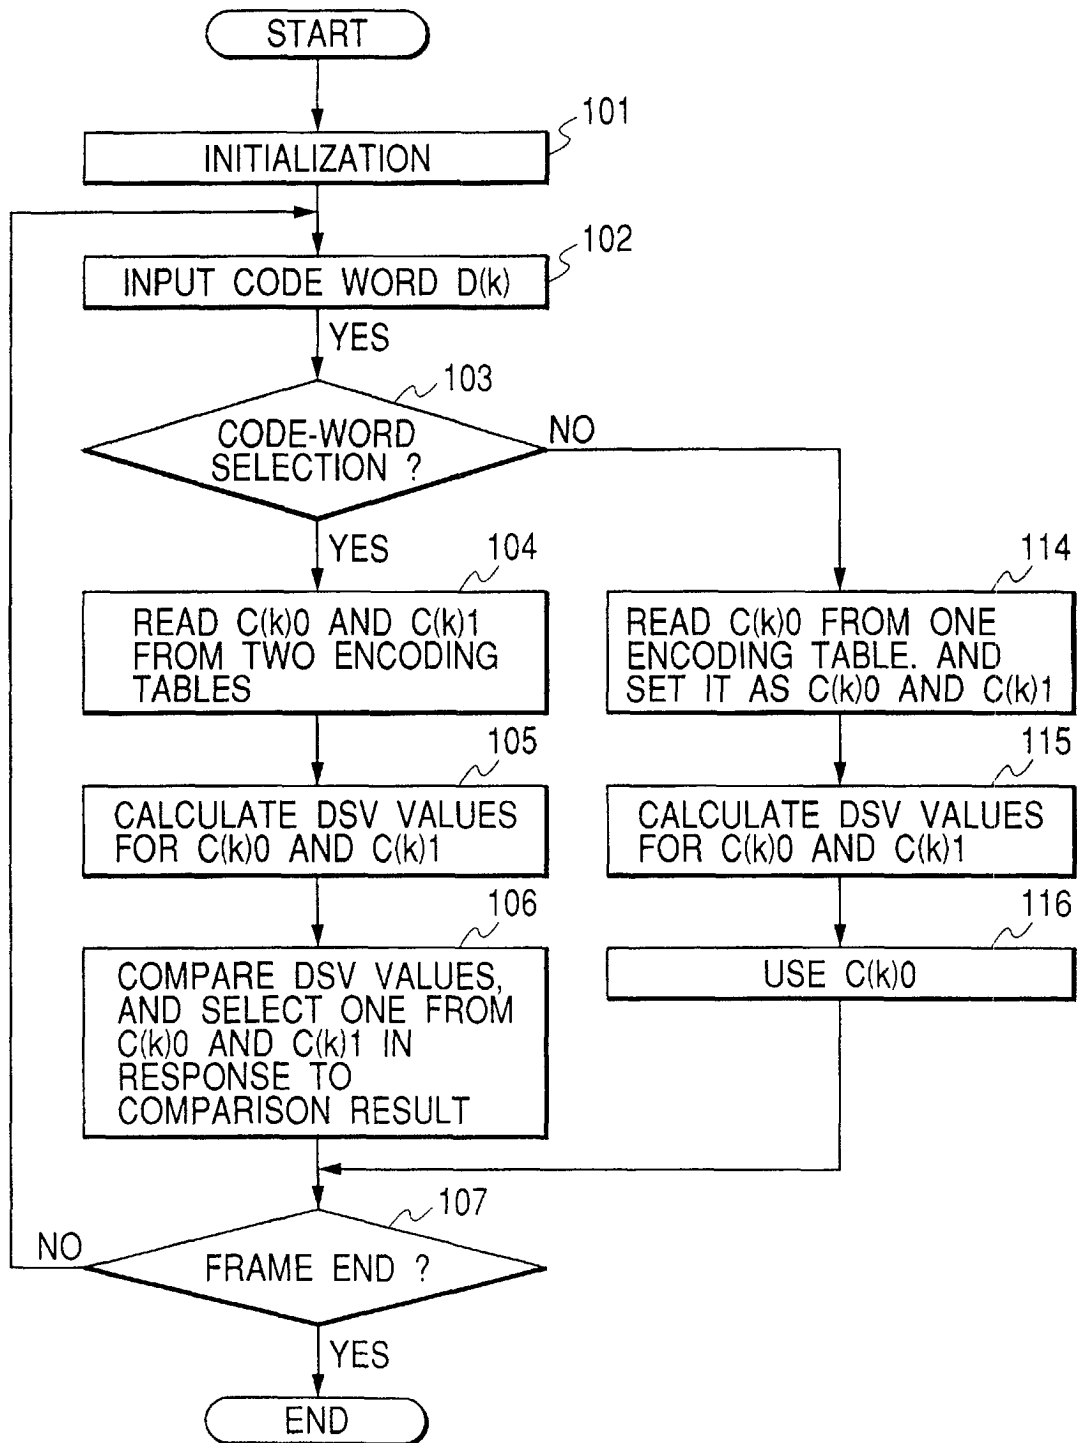 START
101
INITIALIZATION
102
INPUT CODE WORD D(k)
YES
103
CODE-WORD
SELECTION ?
NO
YES
104
READ C(k)0 AND C(k)1
FROM TWO ENCODING
TABLES
114
READ C(k)0 FROM ONE
ENCODING TABLE. AND
SET IT AS C(k)0 AND C(k)1
105
CALCULATE DSV VALUES
FOR C(k)0 AND C(k)1
115
CALCULATE DSV VALUES
FOR C(k)0 AND C(k)1
106
COMPARE DSV VALUES,
AND SELECT ONE FROM
C(k)0 AND C(k)1 IN
RESPONSE TO
COMPARISON RESULT
116
USE C(k)0
107
FRAME END ?
NO
YES
END